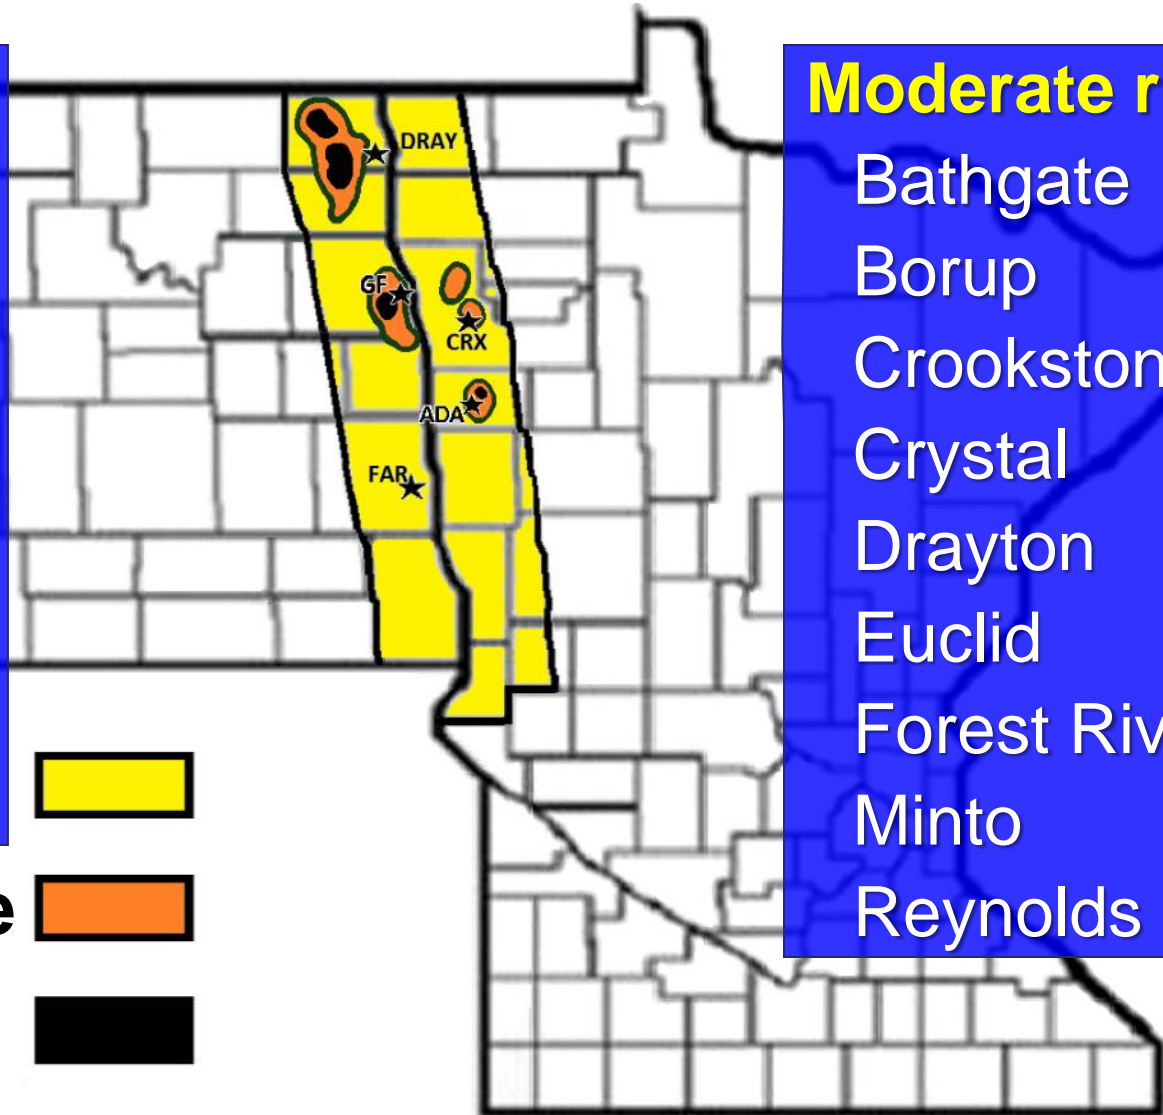 Moderate r
Bathgate
Borup
Crookston
Crystal
Drayton
Euclid
Forest Riv
Minto
Reynolds
DRAY
GF
CRX
ADA
FAR
e